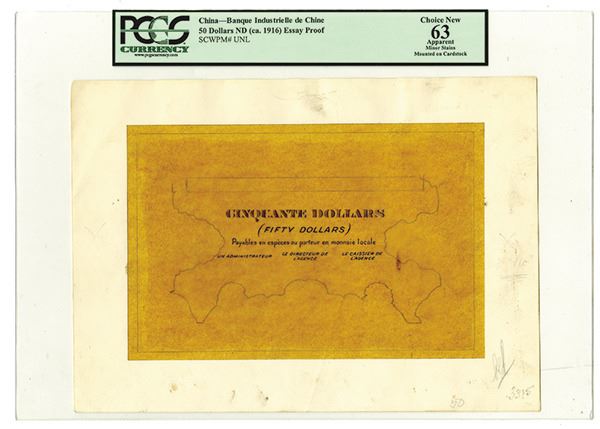 PCGS
CURRENCY
www.pcgscurrency.com
China—Banque Industrielle de Chine
50 Dollars ND (ca. 1916) Essay Proof
SCWPM# UNL
Choice New
63
Apparent
Minor Stains
Mounted on Cardstock
CINQUANTE DOLLARS
(FIFTY DOLLARS)
Payables en espèces au porteur en monnaie locale
UN ADMINISTRATEUR LE DIRECTEUR DE LE CAISSIER DE
L'AGENCE L'AGENCE
50